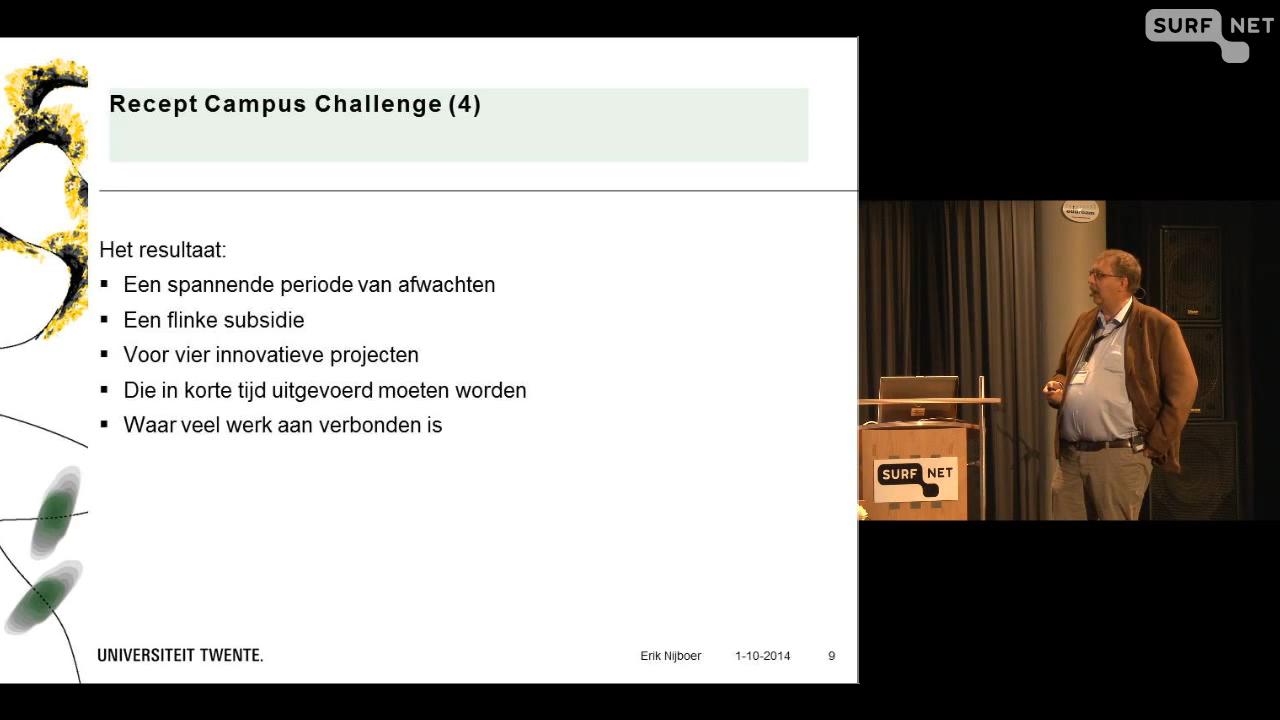 SURF NET
Recept Campus Challenge (4)
Het resultaat:
Een spannende periode van afwachten
Een flinke subsidie
Voor vier innovatieve projecten
Die in korte tijd uitgevoerd moeten worden
Waar veel werk aan verbonden is
UNIVERSITEIT TWENTE.
Erik Nijboer 1-10-2014 9
SURF NET